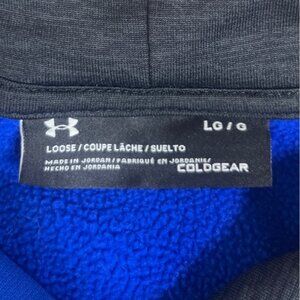 LG / G
LOOSE / COUPE LÂCHE / SUELTO
MADE IN JORDAN / FABRIQUÉ EN JORDANIE/
HECHO EN JORDANIA
COLDGEAR